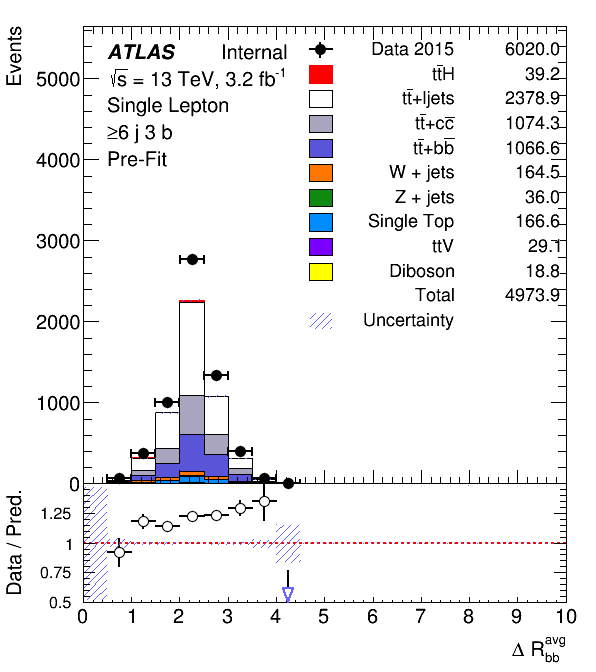 Events
ATLAS Internal
√s = 13 TeV, 3.2 fb⁻¹
Single Lepton
≥6 j 3 b
Pre-Fit
Data 2015 6020.0
tt̄H 39.2
tt̄+ljets 2378.9
tt̄+cc̄ 1074.3
tt̄+bb̄ 1066.6
W + jets 164.5
Z + jets 36.0
Single Top 166.6
ttV 29.1
Diboson 18.8
Total 4973.9
Uncertainty
5000
4000
3000
2000
1000
0
Data / Pred.
1.25
1
0.75
0.5
0 1 2 3 4 5 6 7 8 9 10
Δ R_bb^avg